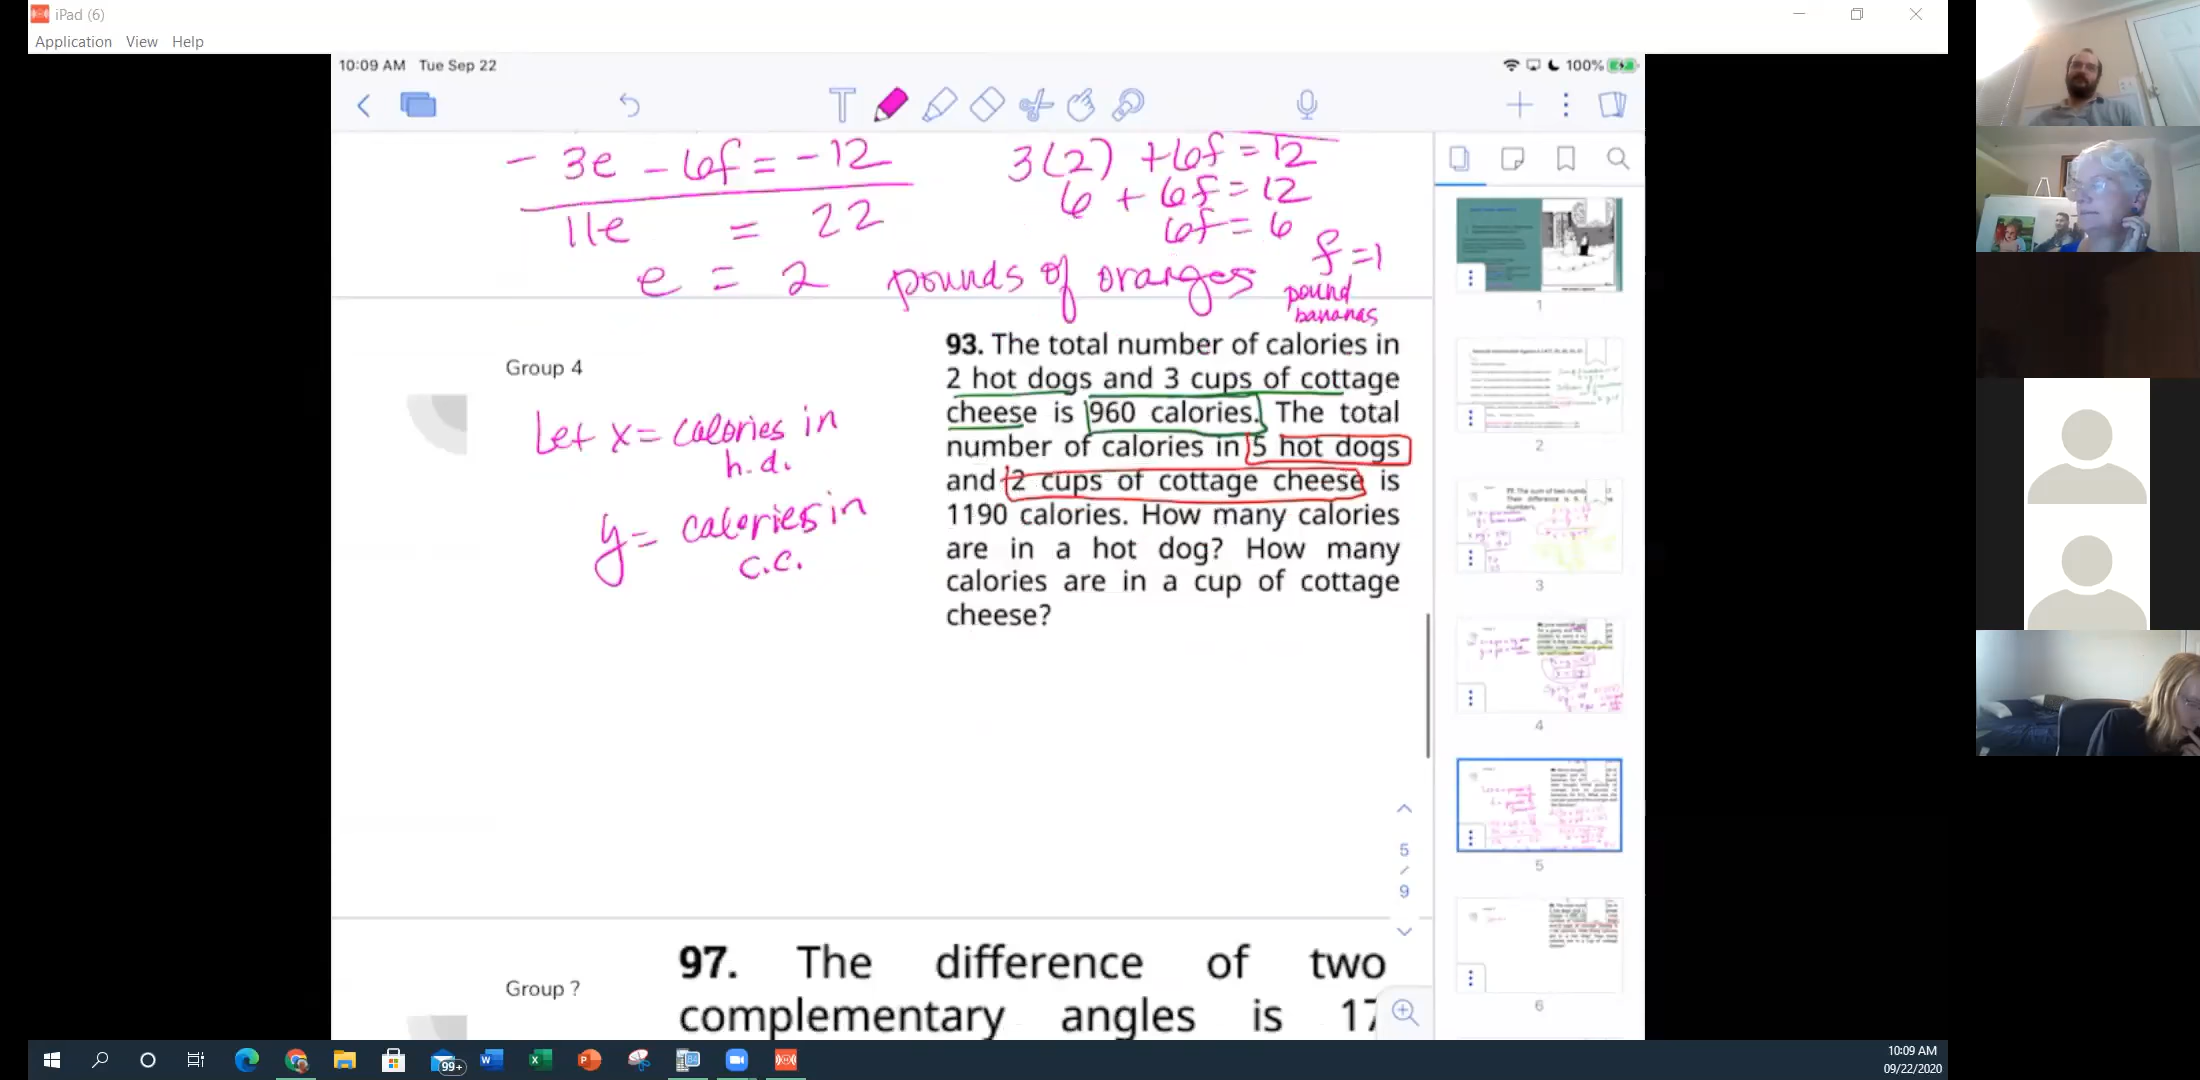 iPad (6)
Application View Help
10:09 AM Tue Sep 22
100%
- 3e - 6f = -12
11e = 22
e = 2 pounds of oranges
3(2) + 6f = 12
6 + 6f = 12
6f = 6
f = 1
pound
bananas
Group 4
Let x = calories in
h.d.
y = calories in
c.c.
93. The total number of calories in
2 hot dogs and 3 cups of cottage
cheese is 960 calories. The total
number of calories in 5 hot dogs
and 2 cups of cottage cheese is
1190 calories. How many calories
are in a hot dog? How many
calories are in a cup of cottage
cheese?
5
/
9
Group ?
97. The difference of two
complementary angles is 17
1
2
3
4
5
6
99+
10:09 AM
09/22/2020